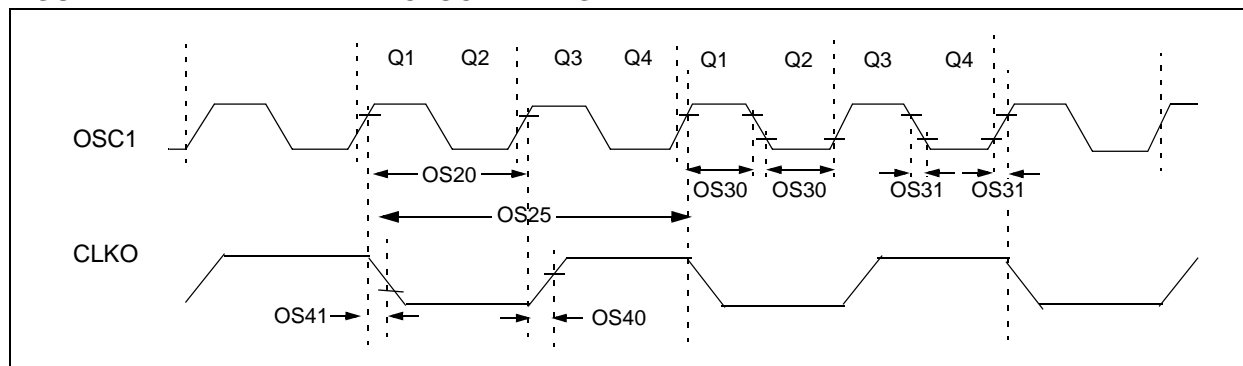 Q1 Q2 Q3 Q4 Q1 Q2 Q3 Q4
OSC1
OS20 OS30 OS30 OS31 OS31
OS25
CLKO
OS41 OS40